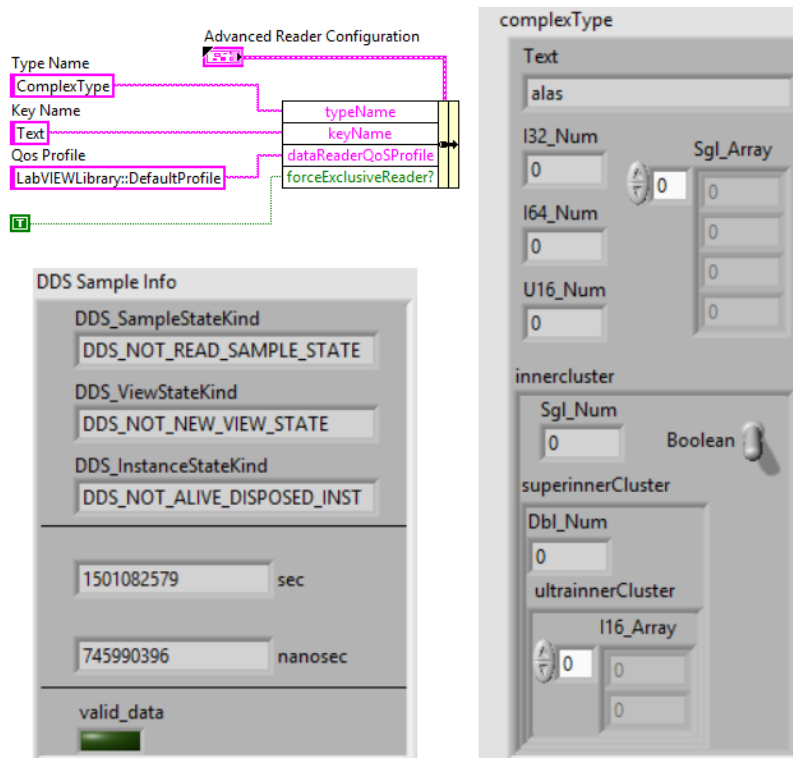 Advanced Reader Configuration
Type Name
ComplexType
Key Name
Text
Qos Profile
LabVIEWLibrary::DefaultProfile
T
typeName
keyName
dataReaderQoSProfile
forceExclusiveReader?
DDS Sample Info
DDS_SampleStateKind
DDS_NOT_READ_SAMPLE_STATE
DDS_ViewStateKind
DDS_NOT_NEW_VIEW_STATE
DDS_InstanceStateKind
DDS_NOT_ALIVE_DISPOSED_INST
1501082579 sec
745990396 nanosec
valid_data
complexType
Text
alas
I32_Num
0
I64_Num
0
U16_Num
0
Sgl_Array
0 0
0
0
0
innercluster
Sgl_Num
0
Boolean
superinnerCluster
Dbl_Num
0
ultrainnerCluster
I16_Array
0 0
0